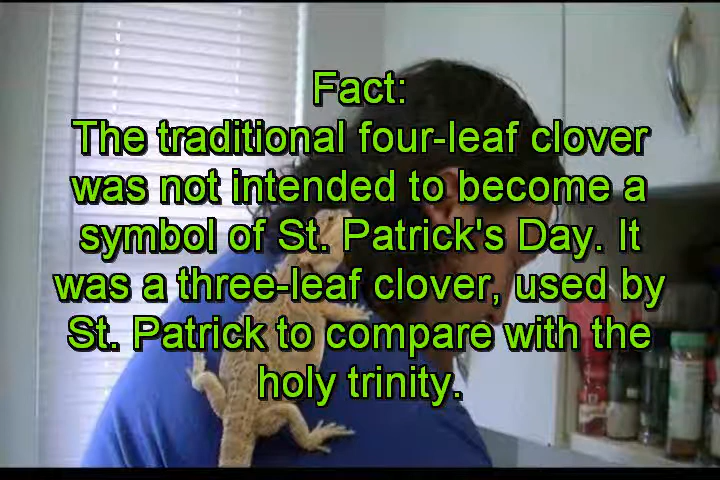 Fact:
The traditional four-leaf clover
was not intended to become a
symbol of St. Patrick's Day. It
was a three-leaf clover, used by
St. Patrick to compare with the
holy trinity.